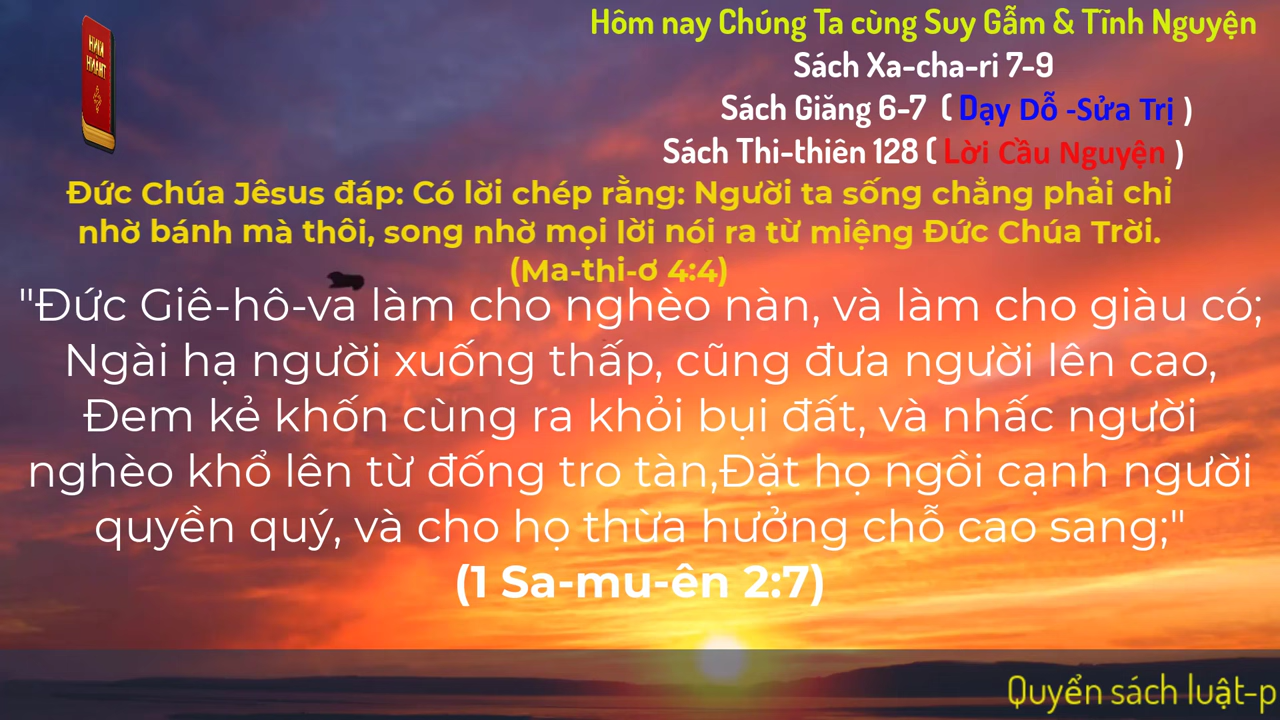 Hôm nay Chúng Ta cùng Suy Gẫm & Tĩnh Nguyện
Sách Xa-cha-ri 7-9
Sách Giăng 6-7 ( Dạy Dỗ -Sửa Trị )
Sách Thi-thiên 128 ( Lời Cầu Nguyện )
Đức Chúa Jêsus đáp: Có lời chép rằng: Người ta sống chẳng phải chỉ
nhờ bánh mà thôi, song nhờ mọi lời nói ra từ miệng Đức Chúa Trời.
(Ma-thi-ơ 4:4)
"Đức Giê-hô-va làm cho nghèo nàn, và làm cho giàu có;
Ngài hạ người xuống thấp, cũng đưa người lên cao,
Đem kẻ khốn cùng ra khỏi bụi đất, và nhấc người
nghèo khổ lên từ đống tro tàn,Đặt họ ngồi cạnh người
quyền quý, và cho họ thừa hưởng chỗ cao sang;"
(1 Sa-mu-ên 2:7)
Quyển sách luật-p